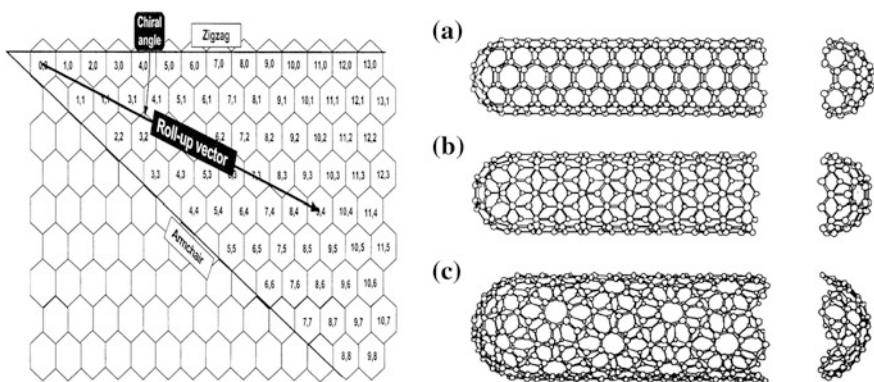 Chiral
angle
Zigzag
0,0 1,0 2,0 3,0 4,0 5,0 6,0 7,0 8,0 9,0 10,0 11,0 12,0 13,0
1,1 3,1 4,1 5,1 6,1 7,1 8,1 9,1 10,1 11,1 12,1 13,1
2,2 3,2 6,2 7,2 8,2 9,2 10,2 11,2 12,2
Roll-up vector
3,3 4,3 5,3 7,3 8,3 9,3 10,3 11,3 12,3
4,4 5,4 6,4 7,4 8,4 9,4 10,4 11,4
Armchair
5,5 6,5 7,5 8,5 9,5 10,5 11,5
6,6 7,6 8,6 9,6 10,6
7,7 8,7 9,7 10,7
8,8 9,8
(a)
(b)
(c)